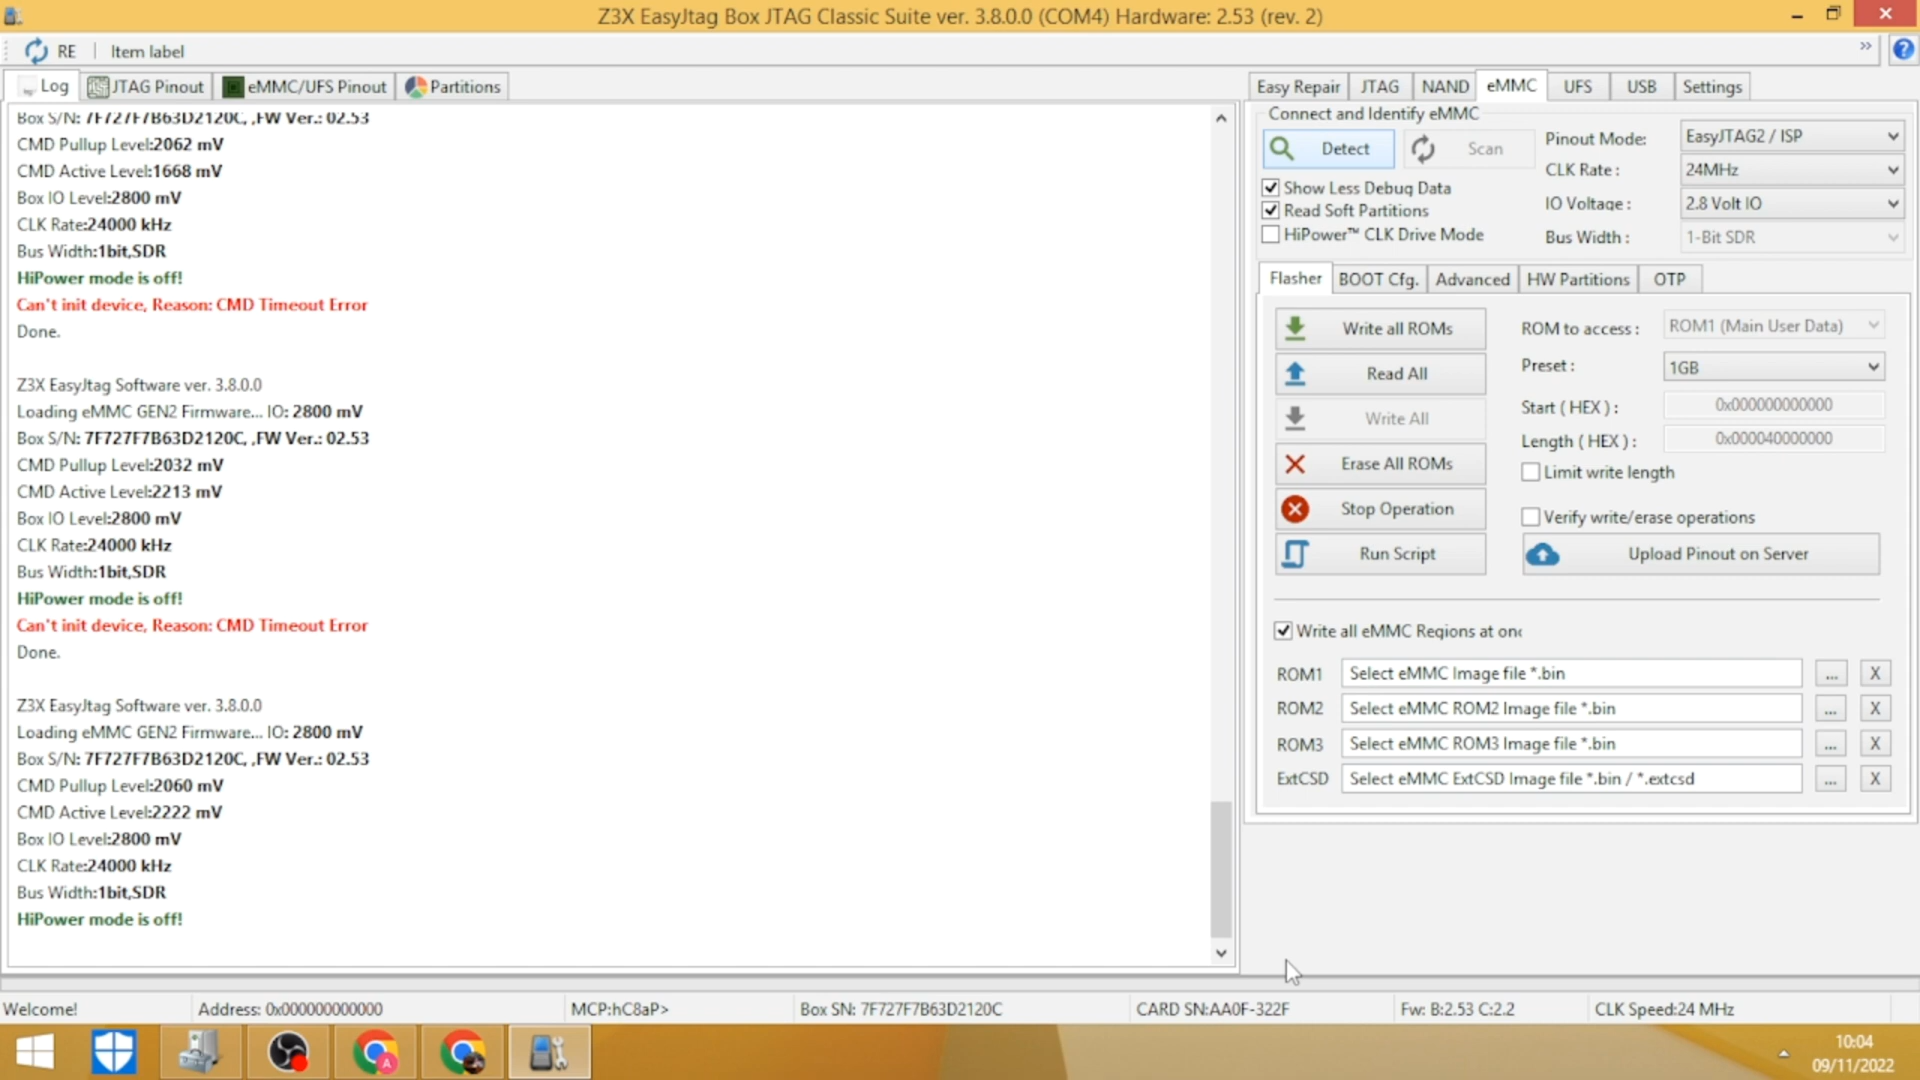 Z3X EasyJtag Box JTAG Classic Suite ver. 3.8.0.0 (COM4) Hardware: 2.53 (rev. 2)
RE Item label
Log JTAG Pinout eMMC/UFS Pinout Partitions
Box S/N: 7F727F7B63D2120C, ,FW Ver.: 02.53
CMD Pullup Level:2062 mV
CMD Active Level:1668 mV
Box IO Level:2800 mV
CLK Rate:24000 kHz
Bus Width:1bit,SDR
HiPower mode is off!
Can't init device, Reason: CMD Timeout Error
Done.
Z3X EasyJtag Software ver. 3.8.0.0
Loading eMMC GEN2 Firmware... IO: 2800 mV
Box S/N: 7F727F7B63D2120C, ,FW Ver.: 02.53
CMD Pullup Level:2032 mV
CMD Active Level:2213 mV
Box IO Level:2800 mV
CLK Rate:24000 kHz
Bus Width:1bit,SDR
HiPower mode is off!
Can't init device, Reason: CMD Timeout Error
Done.
Z3X EasyJtag Software ver. 3.8.0.0
Loading eMMC GEN2 Firmware... IO: 2800 mV
Box S/N: 7F727F7B63D2120C, ,FW Ver.: 02.53
CMD Pullup Level:2060 mV
CMD Active Level:2222 mV
Box IO Level:2800 mV
CLK Rate:24000 kHz
Bus Width:1bit,SDR
HiPower mode is off!
Easy Repair JTAG NAND eMMC UFS USB Settings
Connect and Identify eMMC
Detect Scan
Show Less Debug Data
Read Soft Partitions
HiPower™ CLK Drive Mode
Pinout Mode: EasyJTAG2 / ISP
CLK Rate : 24MHz
IO Voltage : 2.8 Volt IO
Bus Width : 1-Bit SDR
Flasher BOOT Cfg. Advanced HW Partitions OTP
Write all ROMs
Read All
Write All
Erase All ROMs
Stop Operation
Run Script
ROM to access : ROM1 (Main User Data)
Preset : 1GB
Start ( HEX ) : 0x000000000000
Length ( HEX ) : 0x000040000000
Limit write length
Verify write/erase operations
Upload Pinout on Server
Write all eMMC Regions at onc
ROM1 Select eMMC Image file *.bin ... X
ROM2 Select eMMC ROM2 Image file *.bin ... X
ROM3 Select eMMC ROM3 Image file *.bin ... X
ExtCSD Select eMMC ExtCSD Image file *.bin / *.extcsd ... X
Welcome! Address: 0x000000000000 MCP:hC8aP> Box SN: 7F727F7B63D2120C CARD SN:AA0F-322F Fw: B:2.53 C:2.2 CLK Speed:24 MHz
A
10:04
09/11/2022